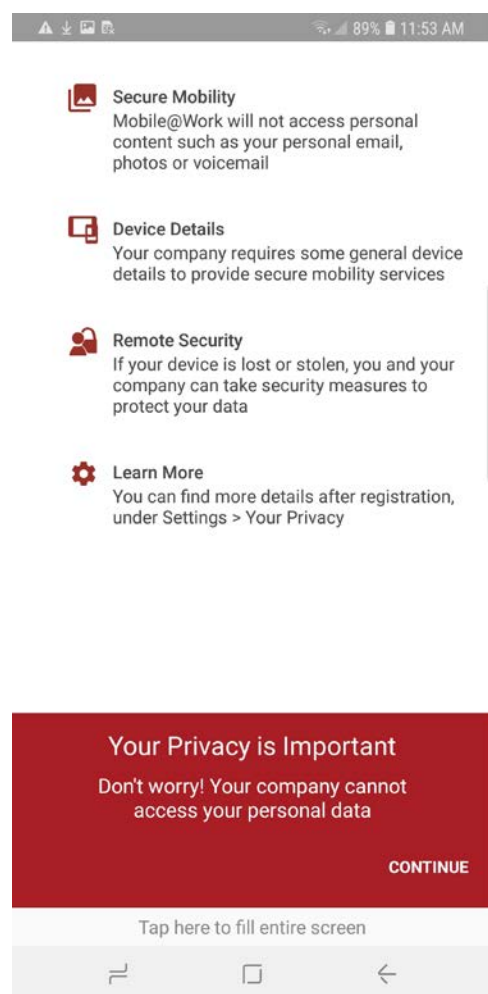 89% 11:53 AM
Secure Mobility
Mobile@Work will not access personal
content such as your personal email,
photos or voicemail
Device Details
Your company requires some general device
details to provide secure mobility services
Remote Security
If your device is lost or stolen, you and your
company can take security measures to
protect your data
Learn More
You can find more details after registration,
under Settings > Your Privacy
Your Privacy is Important
Don't worry! Your company cannot
access your personal data
CONTINUE
Tap here to fill entire screen